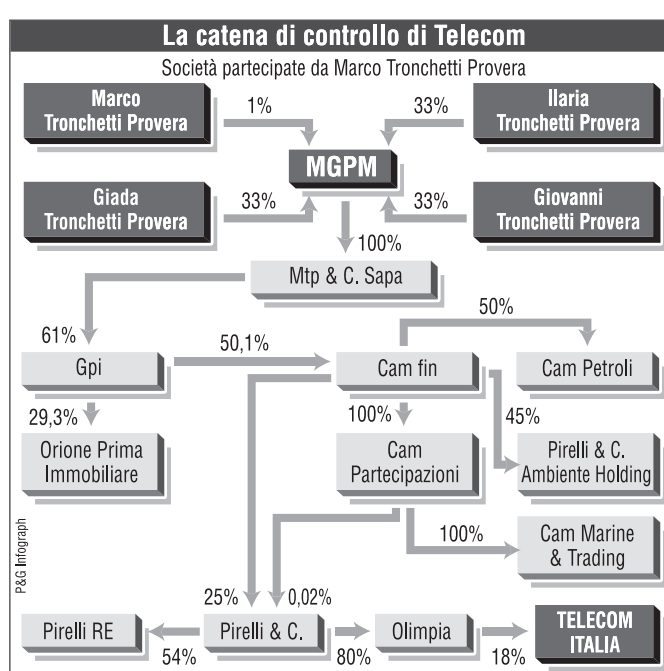 La catena di controllo di Telecom
Società partecipate da Marco Tronchetti Provera
Marco
Tronchetti Provera
1%
33%
Ilaria
Tronchetti Provera
MGPM
Giada
Tronchetti Provera
33%
33%
Giovanni
Tronchetti Provera
100%
Mtp & C. Sapa
61%
50,1%
50%
Gpi
Cam fin
Cam Petroli
29,3%
100%
45%
Orione Prima
Immobiliare
Cam
Partecipazioni
Pirelli & C.
Ambiente Holding
100%
Cam Marine
& Trading
P&G Infograph
25%
0,02%
Pirelli RE
Pirelli & C.
Olimpia
TELECOM
ITALIA
54%
80%
18%